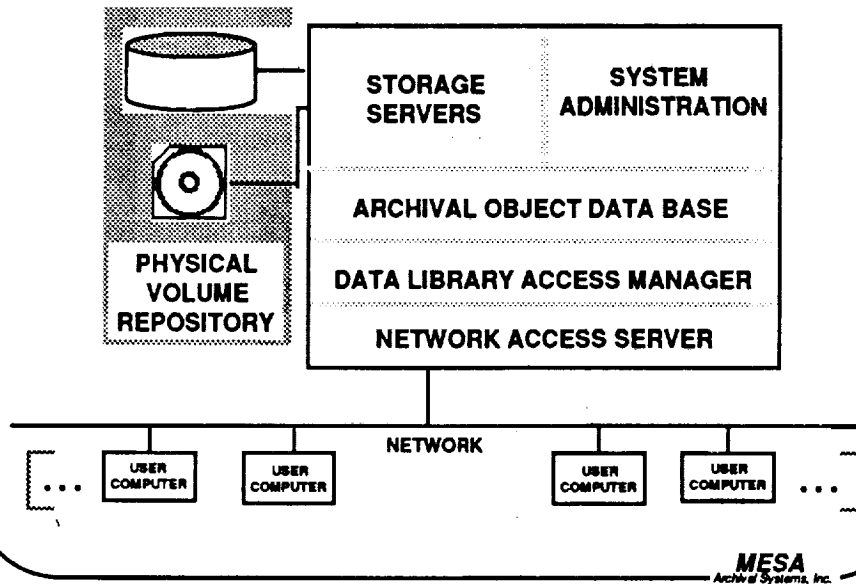 STORAGE
SERVERS
SYSTEM
ADMINISTRATION
ARCHIVAL OBJECT DATA BASE
PHYSICAL
VOLUME
REPOSITORY
DATA LIBRARY ACCESS MANAGER
NETWORK ACCESS SERVER
NETWORK
...
USER
COMPUTER
USER
COMPUTER
USER
COMPUTER
USER
COMPUTER
...
MESA
Archival Systems, Inc.